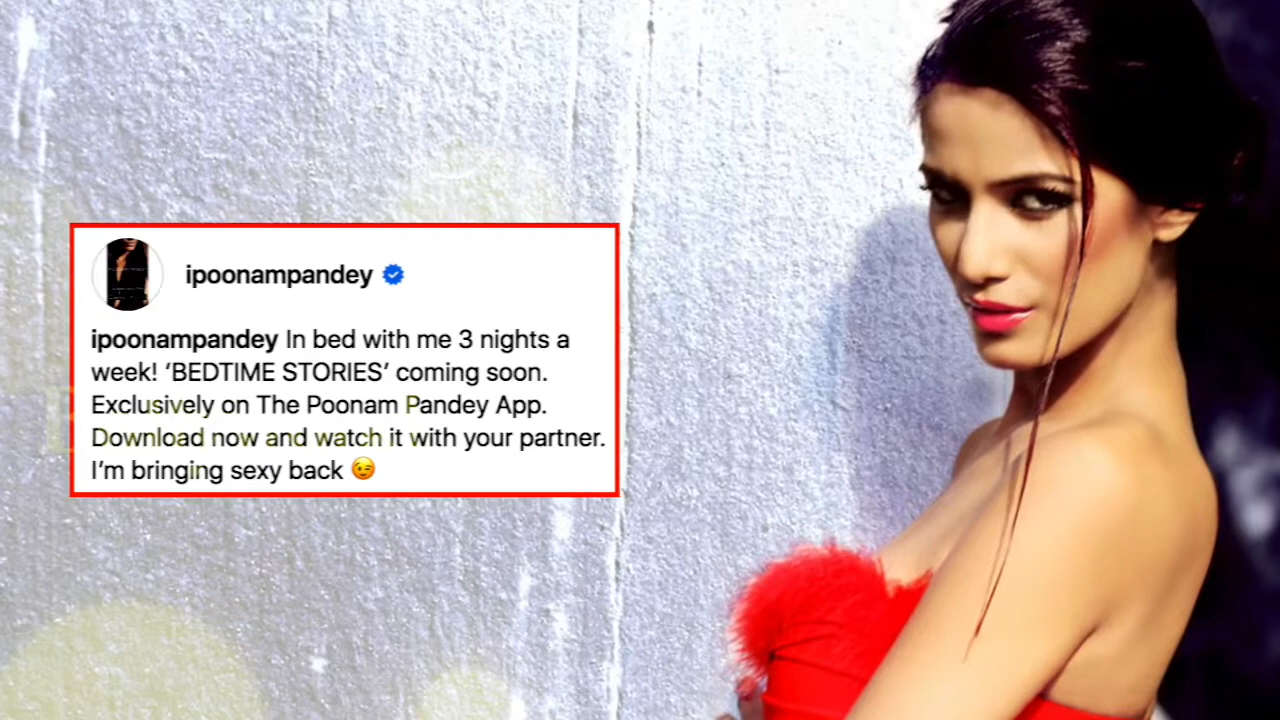 ipoonampandey
ipoonampandey In bed with me 3 nights a
week! ‘BEDTIME STORIES’ coming soon.
Exclusively on The Poonam Pandey App.
Download now and watch it with your partner.
I’m bringing sexy back 😉